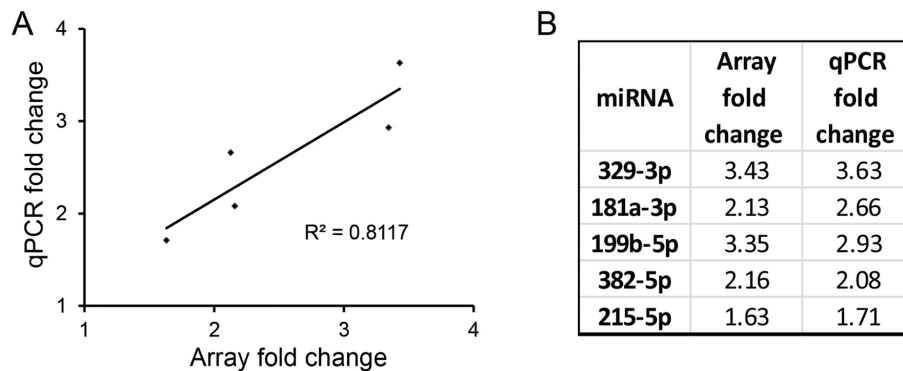 A
qPCR fold change
4
3
2
1
R² = 0.8117
1 2 3 4
Array fold change
B
miRNA Array fold change qPCR fold change
329-3p 3.43 3.63
181a-3p 2.13 2.66
199b-5p 3.35 2.93
382-5p 2.16 2.08
215-5p 1.63 1.71